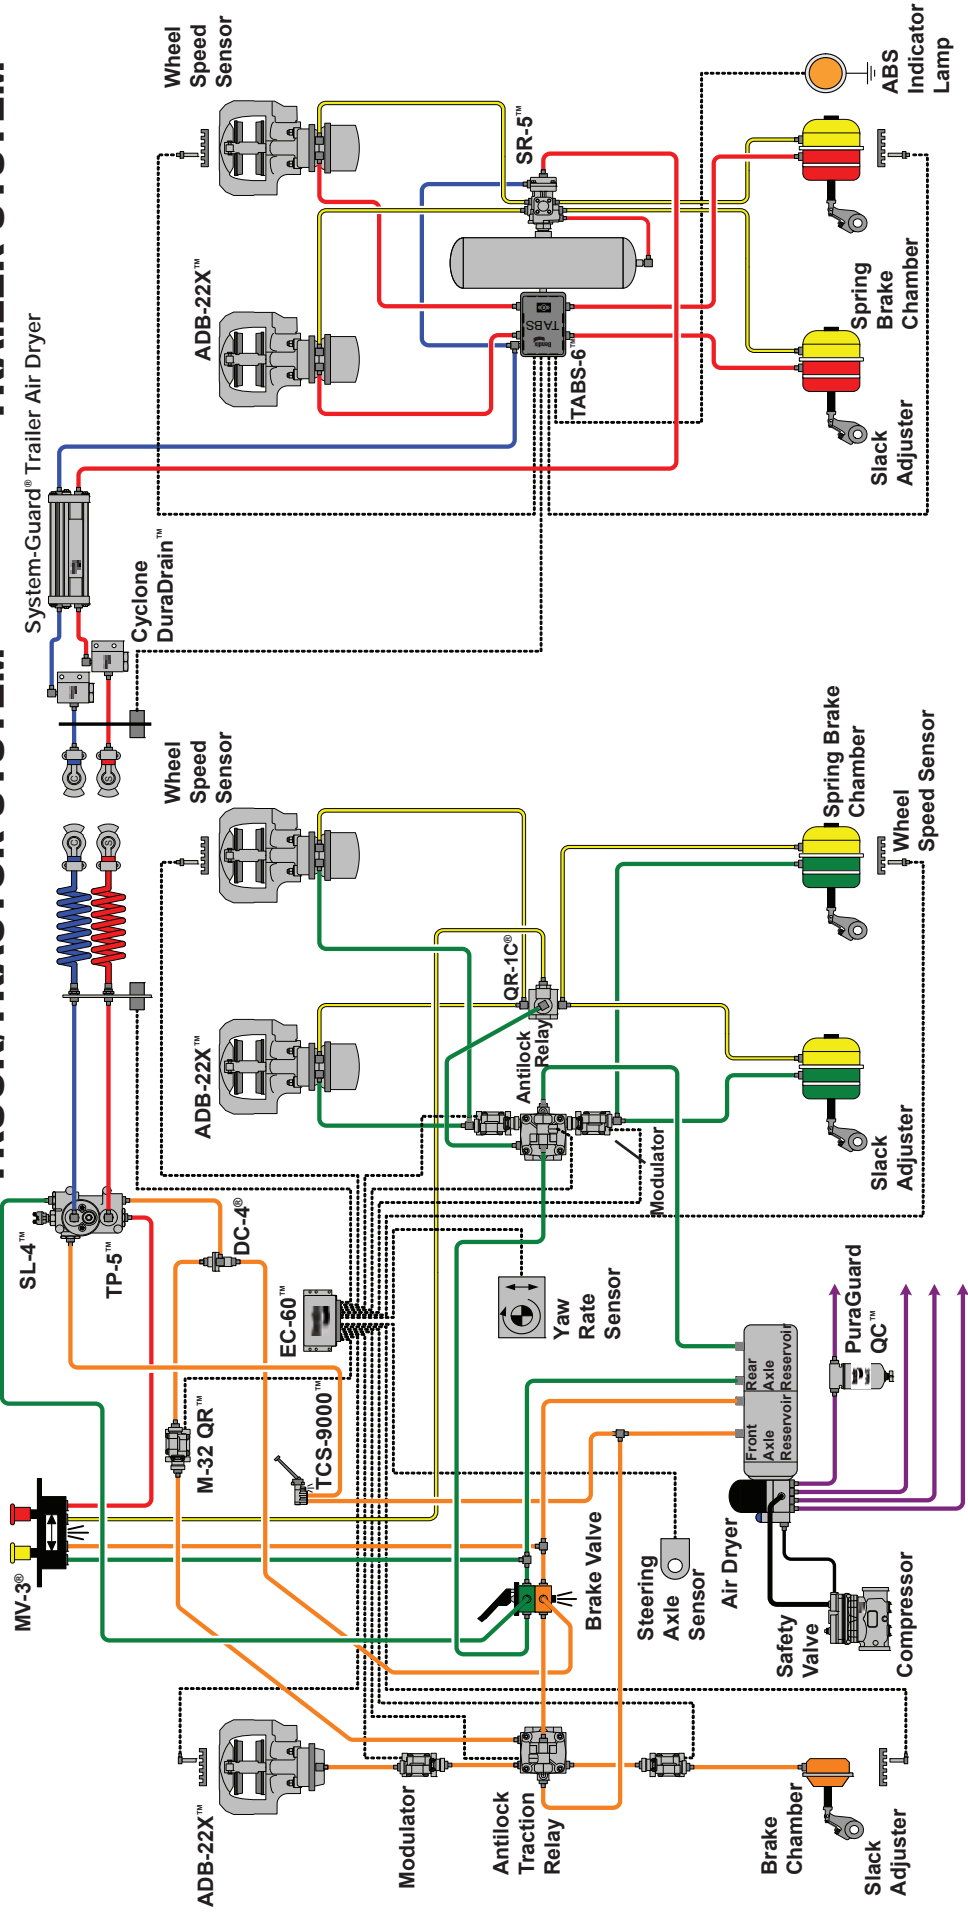 TRUCK/TRACTOR SYSTEM
TRAILER SYSTEM
MV-3®
SL-4™
TP-5™
DC-4®
M-32 QR™
EC-60™
TCS-9000™
System-Guard® Trailer Air Dryer
Cyclone
DuraDrain™
C
S
C
S
Wheel
Speed
Sensor
Wheel
Speed
Sensor
ADB-22X™
ADB-22X™
ADB-22X™
QR-1C®
Antilock
Relay
Modulator
SR-5™
TABS-6™
Bendix
TABS
ABS
Indicator
Lamp
Spring
Brake
Chamber
Slack
Adjuster
Spring Brake
Chamber
Wheel
Speed Sensor
Slack
Adjuster
Yaw
Rate
Sensor
Brake Valve
Steering
Axle
Sensor
Front
Axle
Reservoir
Rear
Axle
Reservoir
PuraGuard
QC™
Air Dryer
Safety
Valve
Compressor
Modulator
Antilock
Traction
Relay
Brake
Chamber
Slack
Adjuster